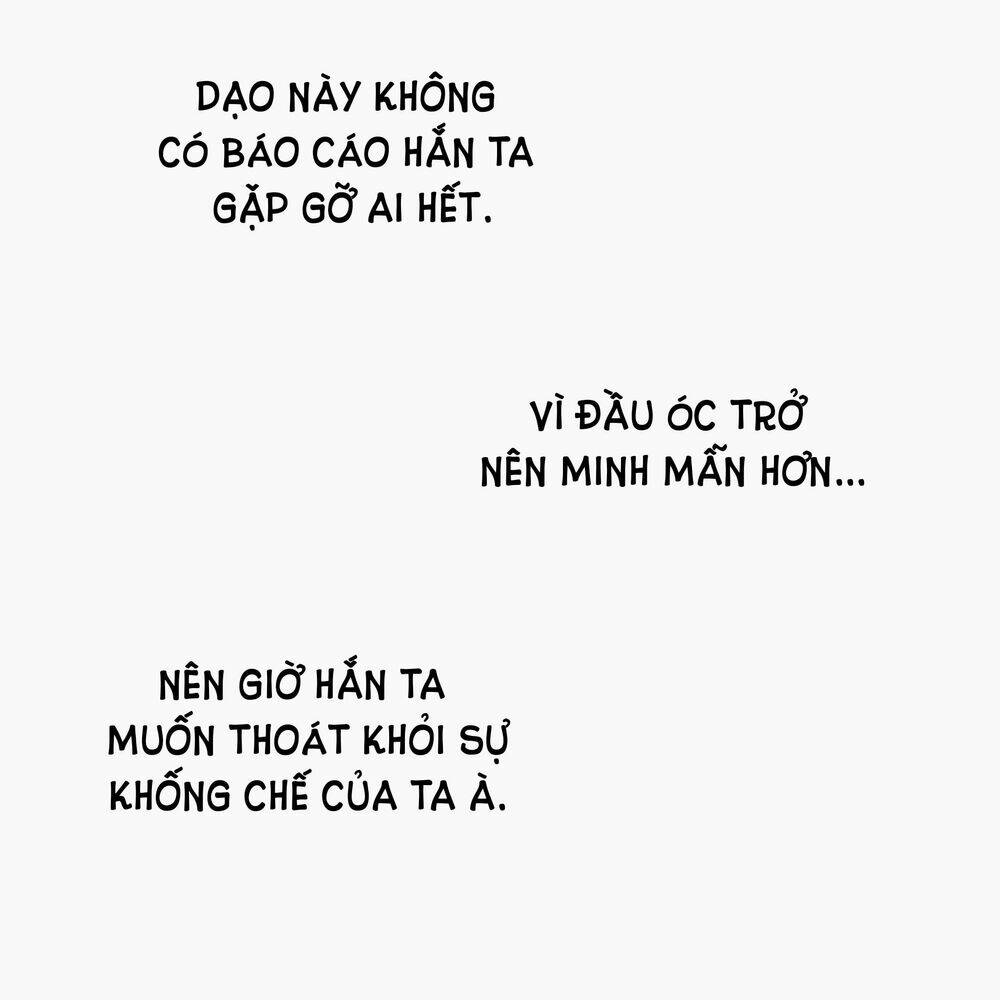 DẠO NÀY KHÔNG
CÓ BÁO CÁO HẮN TA
GẶP GỠ AI HẾT.
VÌ ĐẦU ÓC TRỞ
NÊN MINH MẪN HƠN...
NÊN GIỜ HẮN TA
MUỐN THOÁT KHỎI SỰ
KHỐNG CHẾ CỦA TA À.